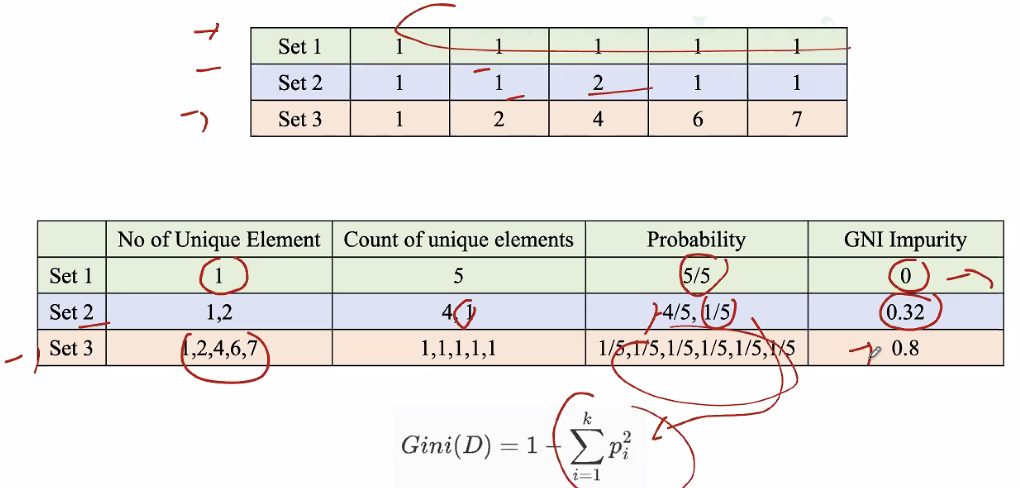 Set 1 1 1 1 1 1
Set 2 1 1 2 1 1
Set 3 1 2 4 6 7
No of Unique Element Count of unique elements Probability GNI Impurity
Set 1 1 5 5/5 0
Set 2 1,2 4,1 4/5, 1/5 0.32
Set 3 1,2,4,6,7 1,1,1,1,1 1/5,1/5,1/5,1/5,1/5,1/5 0.8
Gini(D) = 1 − ∑_{i=1}^{k} p_i^2